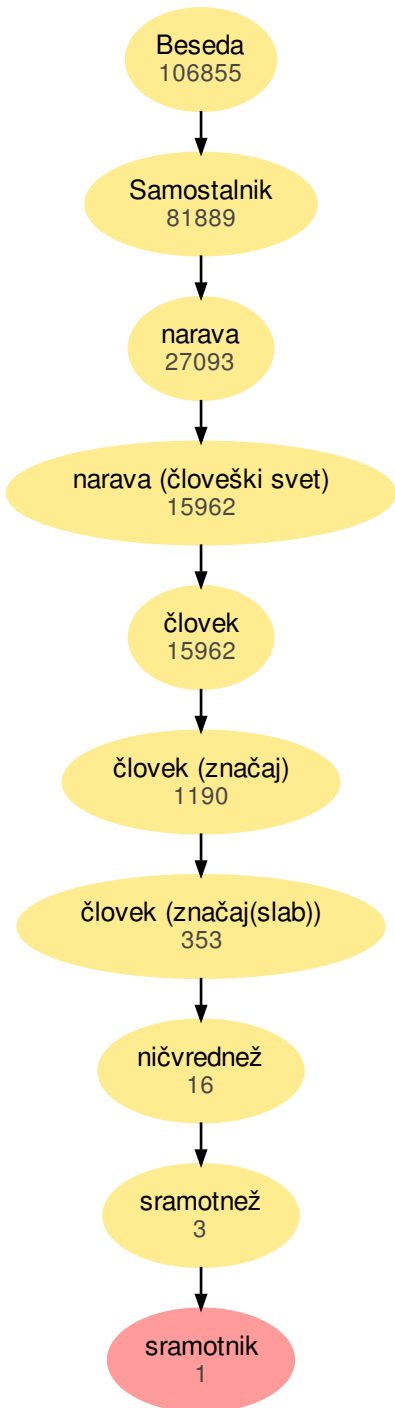 Beseda
106855
Samostalnik
81889
narava
27093
narava (človeški svet)
15962
človek
15962
človek (značaj)
1190
človek (značaj(slab))
353
ničvrednež
16
sramotnež
3
sramotnik
1